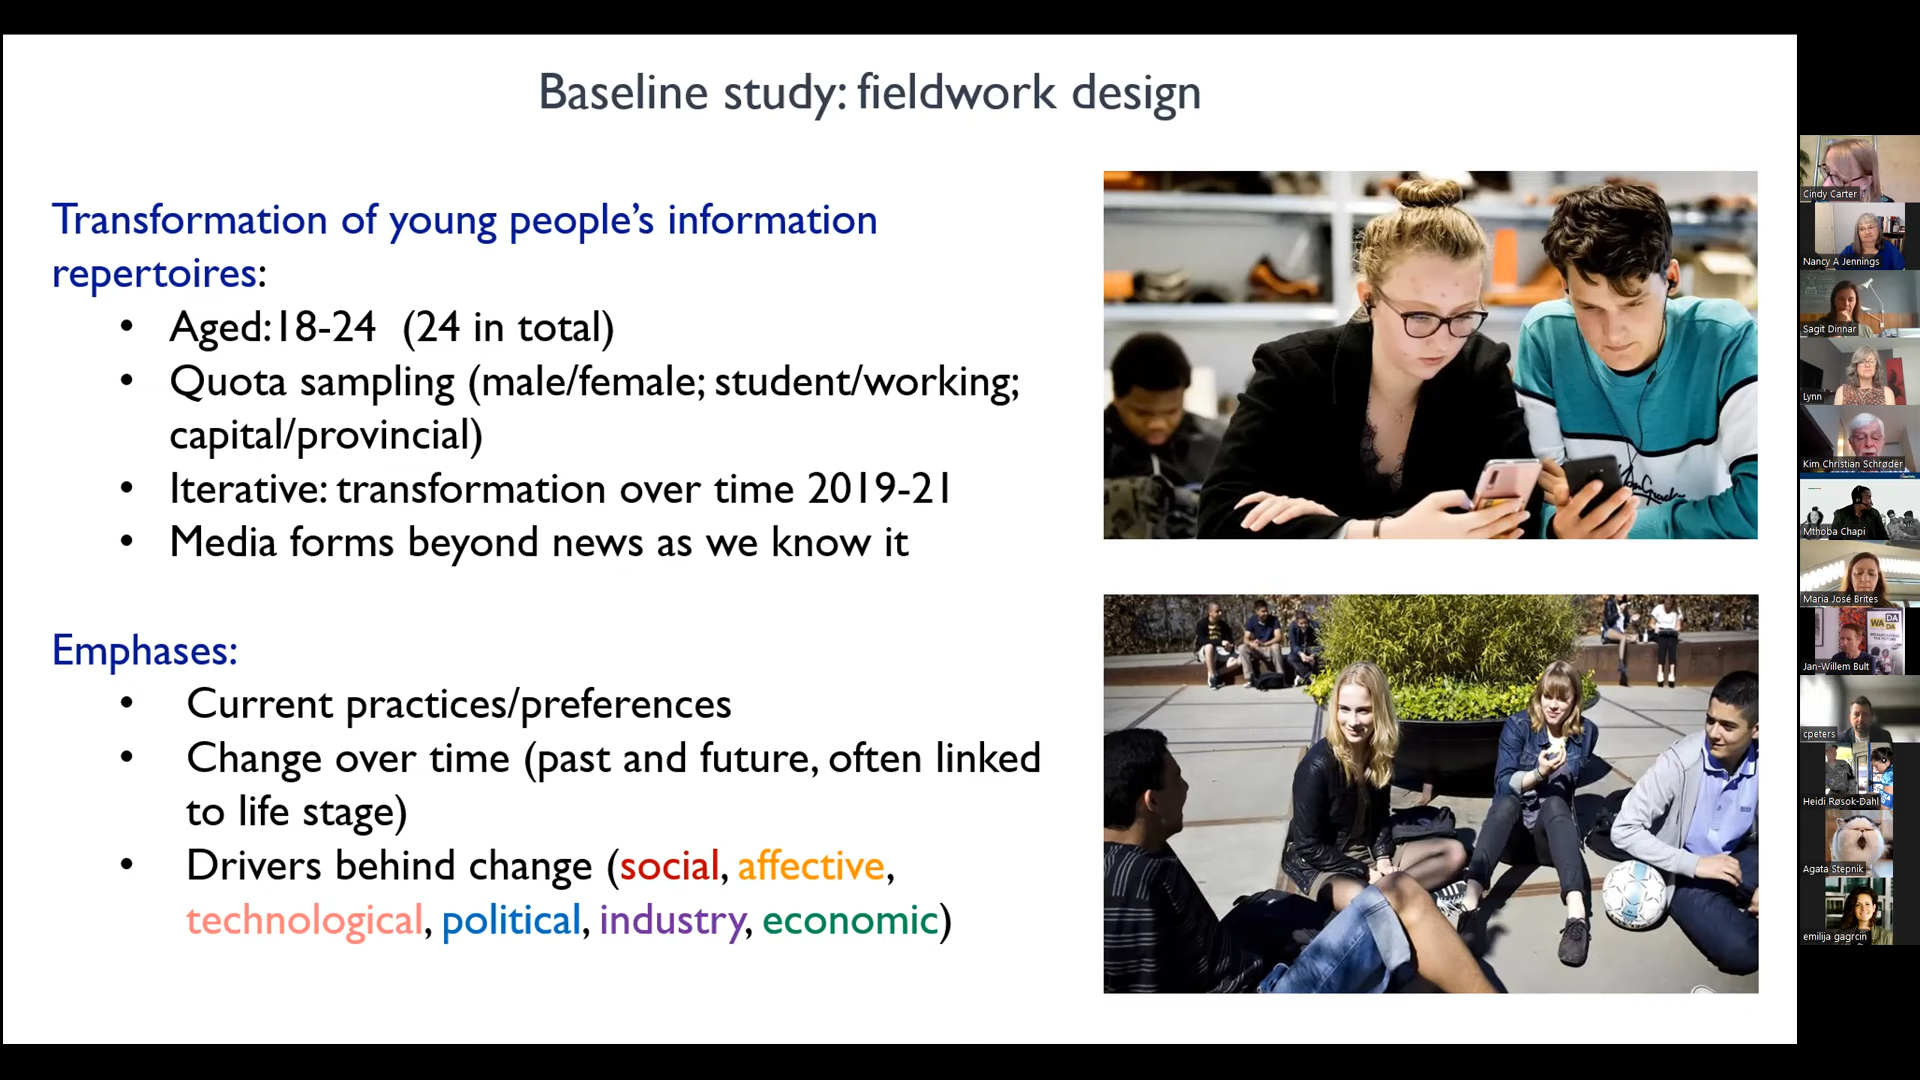 Baseline study: fieldwork design
Transformation of young people's information
repertoires:
• Aged:18-24 (24 in total)
• Quota sampling (male/female; student/working;
capital/provincial)
• Iterative: transformation over time 2019-21
• Media forms beyond news as we know it
Emphases:
• Current practices/preferences
• Change over time (past and future, often linked
to life stage)
• Drivers behind change (social, affective,
technological, political, industry, economic)
Cindy Carter
Nancy A Jennings
Sagit Dinnar
Lynn
Kim Christian Schrøder
Mthoba Chapi
Maria José Brites
WA DA
DA
Jan-Willem Bult
cpeters
Heidi Røsok-Dahl
Agata Stepnik
emilija gagrcin